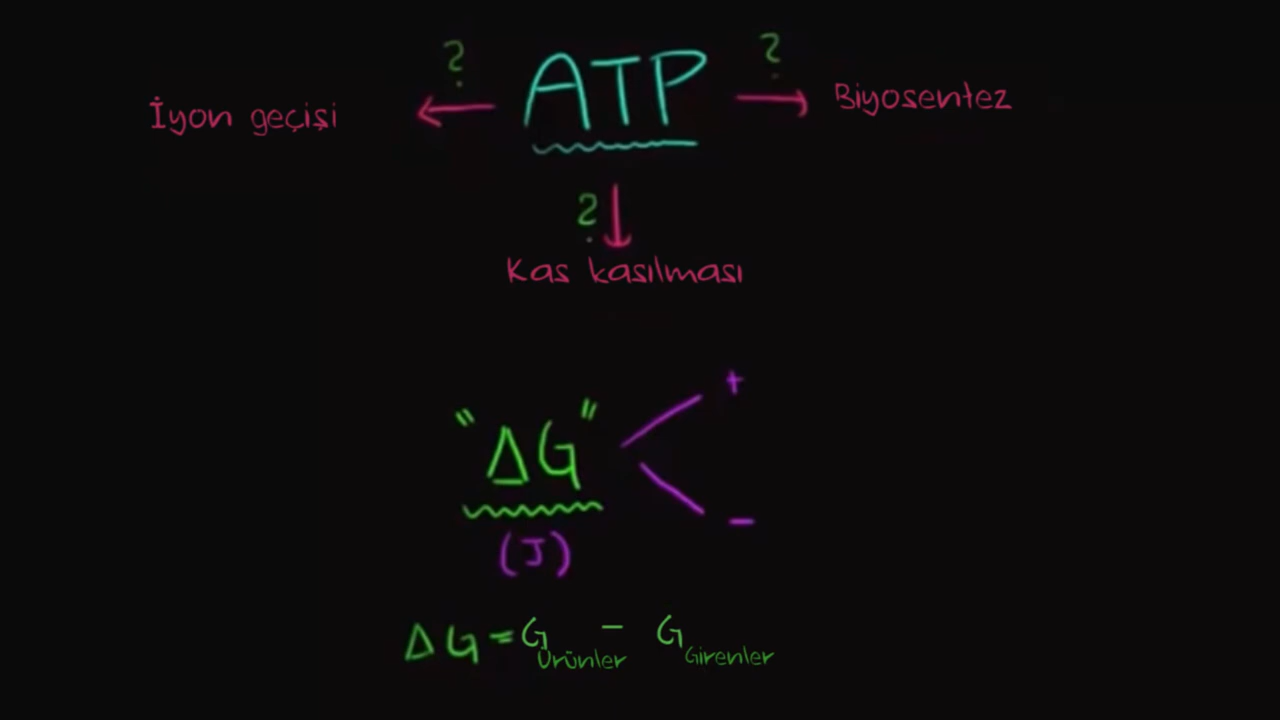 ? ATP ?
İyon geçişi ← → Biyosentez
? ↓
Kas kasılması
+
"ΔG"
-
(J)
ΔG = G Ürünler - G Girenler